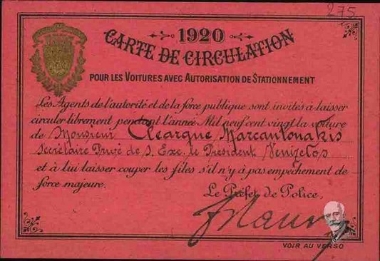 275
1920
CARTE DE CIRCULATION
POUR LES VOITURES AVEC AUTORISATION DE STATIONNEMENT
Les Agents de l'autorité et de la force publique sont invités à laisser
circuler librement pendant l'année Mil neuf cent vingt la voiture
de Monsieur Clearque Marcantonakis
Secrétaire Privé de S. Exc. le Président Venizelos
et à lui laisser couper les files s'il n'y a pas empêchement de
force majeure.
Le Préfet de Police,
VOIR AU VERSO